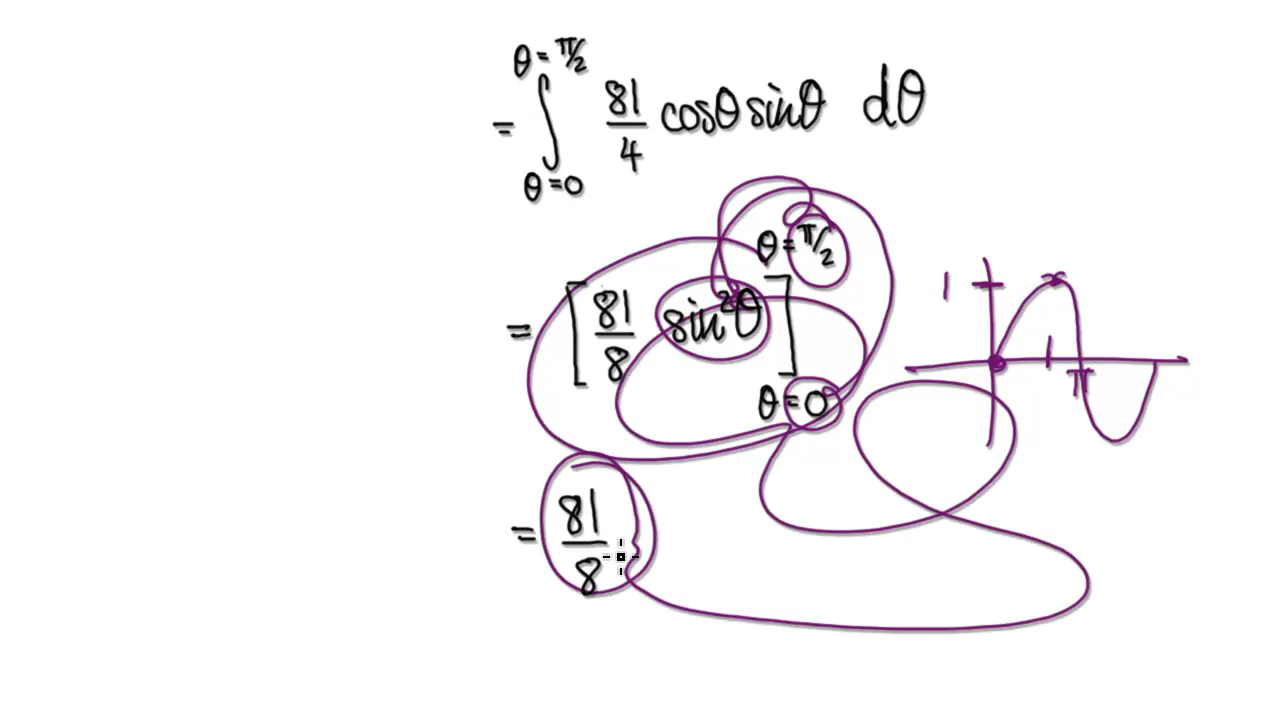 θ = π/2
= ∫ 81/4 cosθ sinθ dθ
θ = 0
θ = π/2
= [ 81/8 sin²θ ]
θ = 0
1
1
π
= 81/8